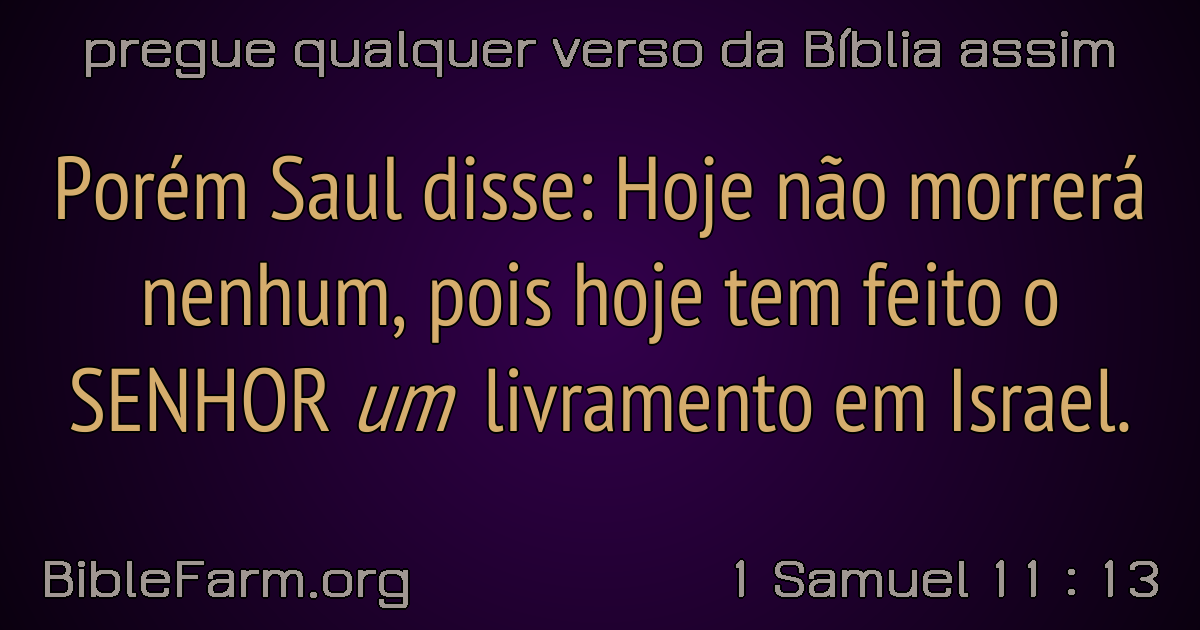 pregue qualquer verso da Bíblia assim
Porém Saul disse: Hoje não morrerá
nenhum, pois hoje tem feito o
SENHOR um livramento em Israel.
BibleFarm.org
1 Samuel 11 : 13